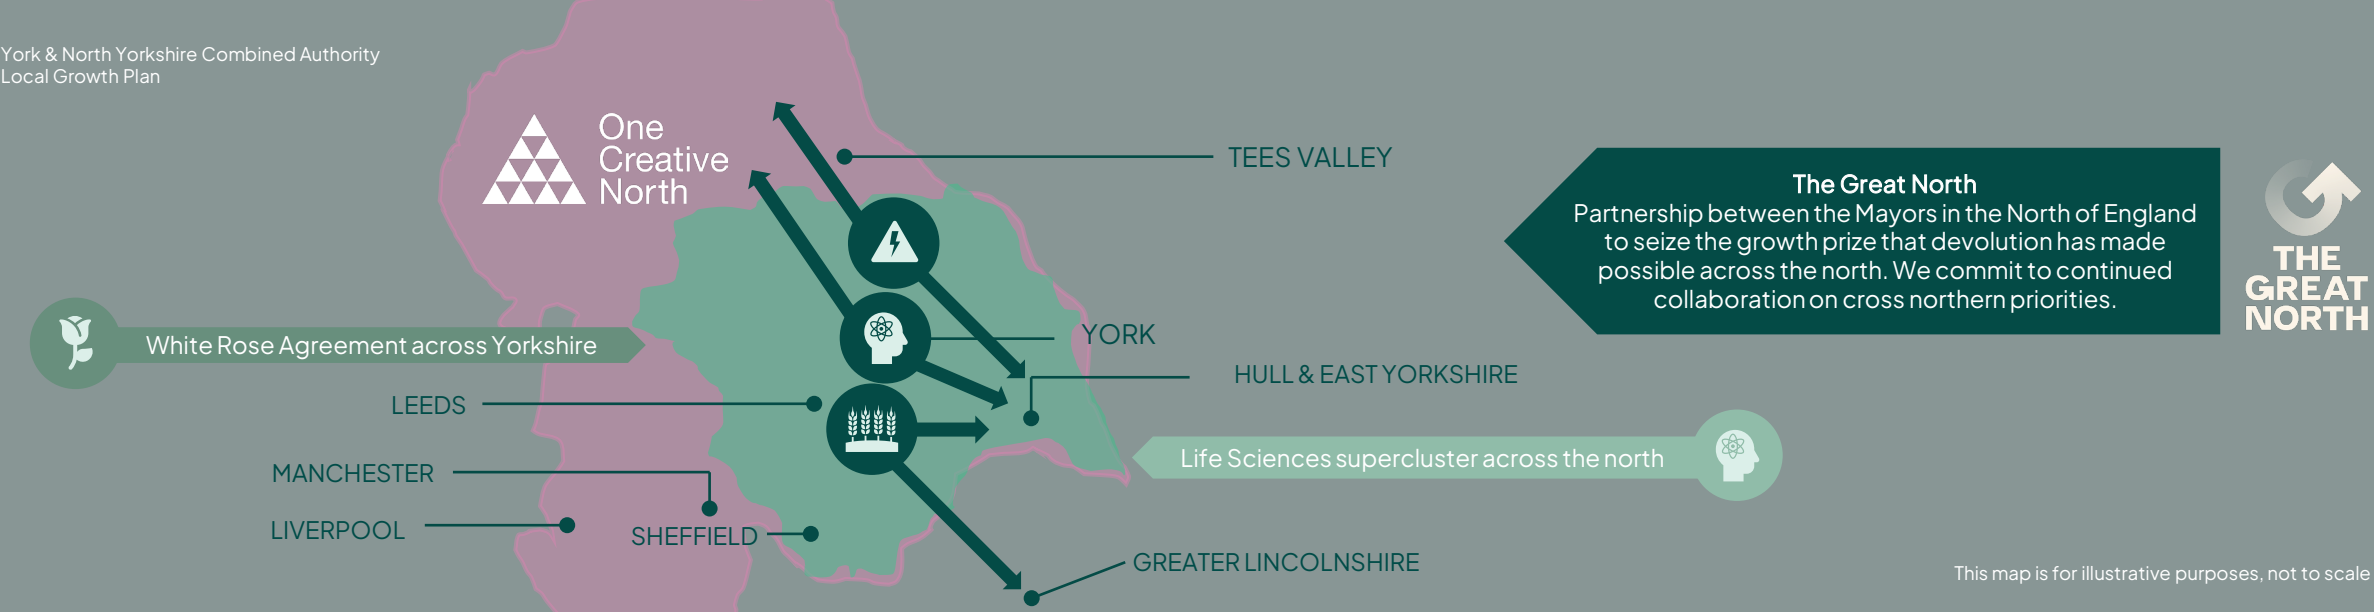 York & North Yorkshire Combined Authority
Local Growth Plan
One
Creative
North
TEES VALLEY
The Great North
Partnership between the Mayors in the North of England
to seize the growth prize that devolution has made
possible across the north. We commit to continued
collaboration on cross northern priorities.
THE
GREAT
NORTH
White Rose Agreement across Yorkshire
YORK
HULL & EAST YORKSHIRE
LEEDS
Life Sciences supercluster across the north
MANCHESTER
LIVERPOOL
SHEFFIELD
GREATER LINCOLNSHIRE
This map is for illustrative purposes, not to scale